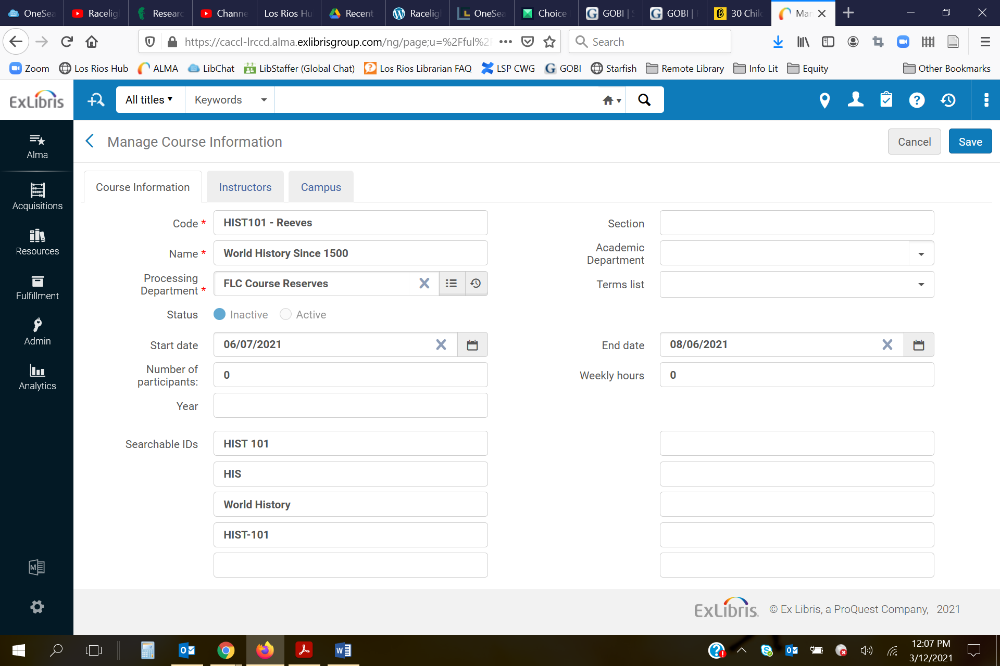 OneSea
Racelig
Researc
Channe
Los Rios Hu
Recent
Racelig
OneSea
Choice
GOBI | S
GOBI |
30 Chil
Ma
https://caccl-lrccd.alma.exlibrisgroup.com/ng/page;u=%2Fful%2F
Search
Zoom
Los Rios Hub
ALMA
LibChat
LibStaffer (Global Chat)
Los Rios Librarian FAQ
LSP CWG
GOBI
Starfish
Remote Library
Info Lit
Equity
Other Bookmarks
ExLibris
All titles
Keywords
Alma
Acquisitions
Resources
Fulfillment
Admin
Analytics
Manage Course Information
Cancel
Save
Course Information
Instructors
Campus
Code *
HIST101 - Reeves
Section
Name *
World History Since 1500
Academic
Department
Processing
Department *
FLC Course Reserves
Terms list
Status
Inactive
Active
Start date
06/07/2021
End date
08/06/2021
Number of
participants:
0
Weekly hours
0
Year
Searchable IDs
HIST 101
HIS
World History
HIST-101
ExLibris
© Ex Libris, a ProQuest Company, 2021
12:07 PM
3/12/2021